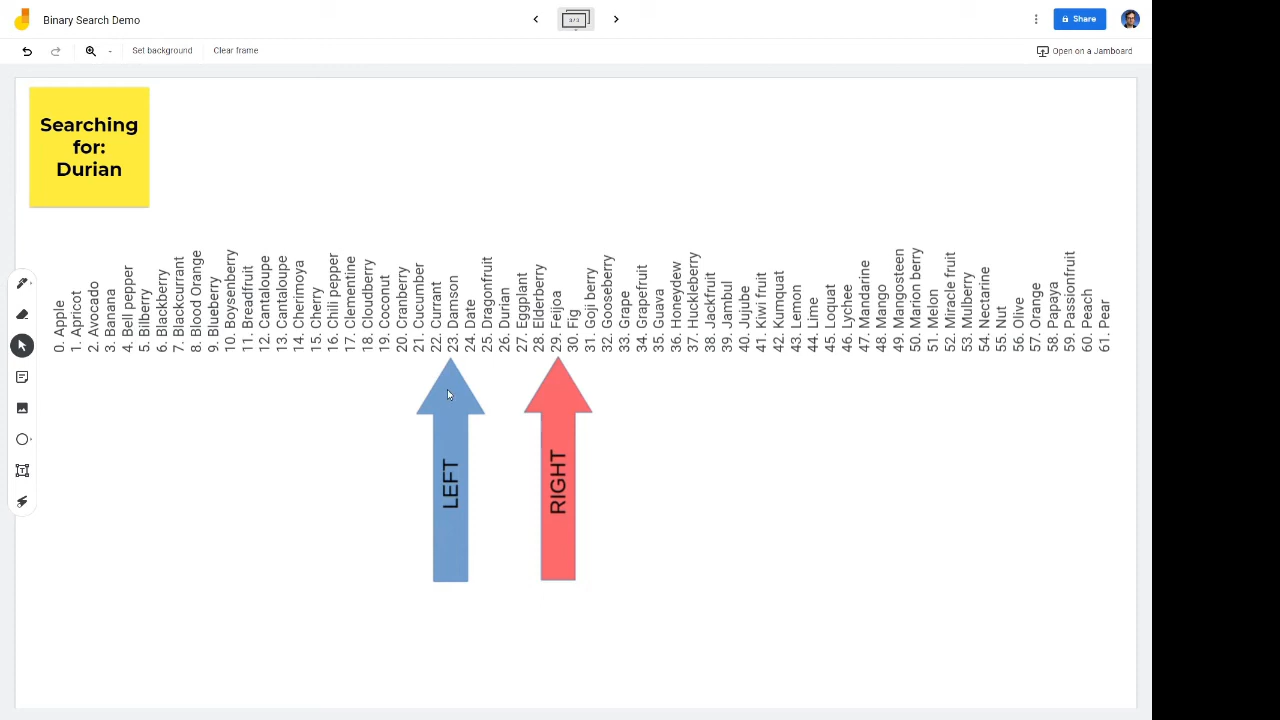 Binary Search Demo
3 / 3
Share
Set background
Clear frame
Open on a Jamboard
Searching
for:
Durian
0. Apple
1. Apricot
2. Avocado
3. Banana
4. Bell pepper
5. Bilberry
6. Blackberry
7. Blackcurrant
8. Blood Orange
9. Blueberry
10. Boysenberry
11. Breadfruit
12. Cantaloupe
13. Cantaloupe
14. Cherimoya
15. Cherry
16. Chili pepper
17. Clementine
18. Cloudberry
19. Coconut
20. Cranberry
21. Cucumber
22. Currant
23. Damson
24. Date
25. Dragonfruit
26. Durian
27. Eggplant
28. Elderberry
29. Feijoa
30. Fig
31. Goji berry
32. Gooseberry
33. Grape
34. Grapefruit
35. Guava
36. Honeydew
37. Huckleberry
38. Jackfruit
39. Jambul
40. Jujube
41. Kiwi fruit
42. Kumquat
43. Lemon
44. Lime
45. Loquat
46. Lychee
47. Mandarine
48. Mango
49. Mangosteen
50. Marion berry
51. Melon
52. Miracle fruit
53. Mulberry
54. Nectarine
55. Nut
56. Olive
57. Orange
58. Papaya
59. Passionfruit
60. Peach
61. Pear
LEFT
RIGHT